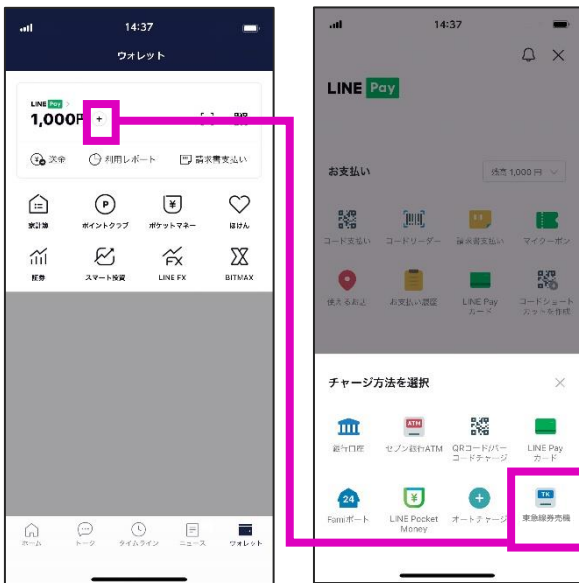 14:37
ウォレット
LINE Pay
1,000円 +
送金
利用レポート
請求書支払い
家計簿
ポイントクラブ
ポケットマネー
ほけん
証券
スマート投資
LINE FX
BITMAX
ホーム
トーク
タイムライン
ニュース
ウォレット
14:37
LINE Pay
お支払い
残高 1,000 円
コード支払い
コードリーダー
請求書支払い
マイクーポン
使えるお店
お支払い履歴
LINE Pay
カード
コードショート
カットを作成
チャージ方法を選択
銀行口座
ATM
セブン銀行ATM
QRコード/バー
コードチャージ
LINE Pay
カード
24
Famiポート
LINE Pocket
Money
オートチャージ
TK
東急線券売機